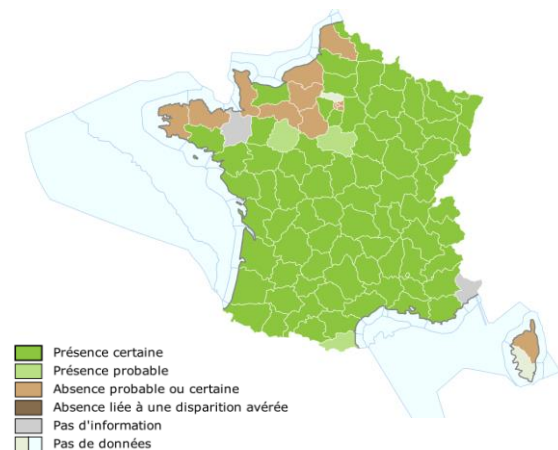 Présence certaine
Présence probable
Absence probable ou certaine
Absence liée à une disparition avérée
Pas d'information
Pas de données